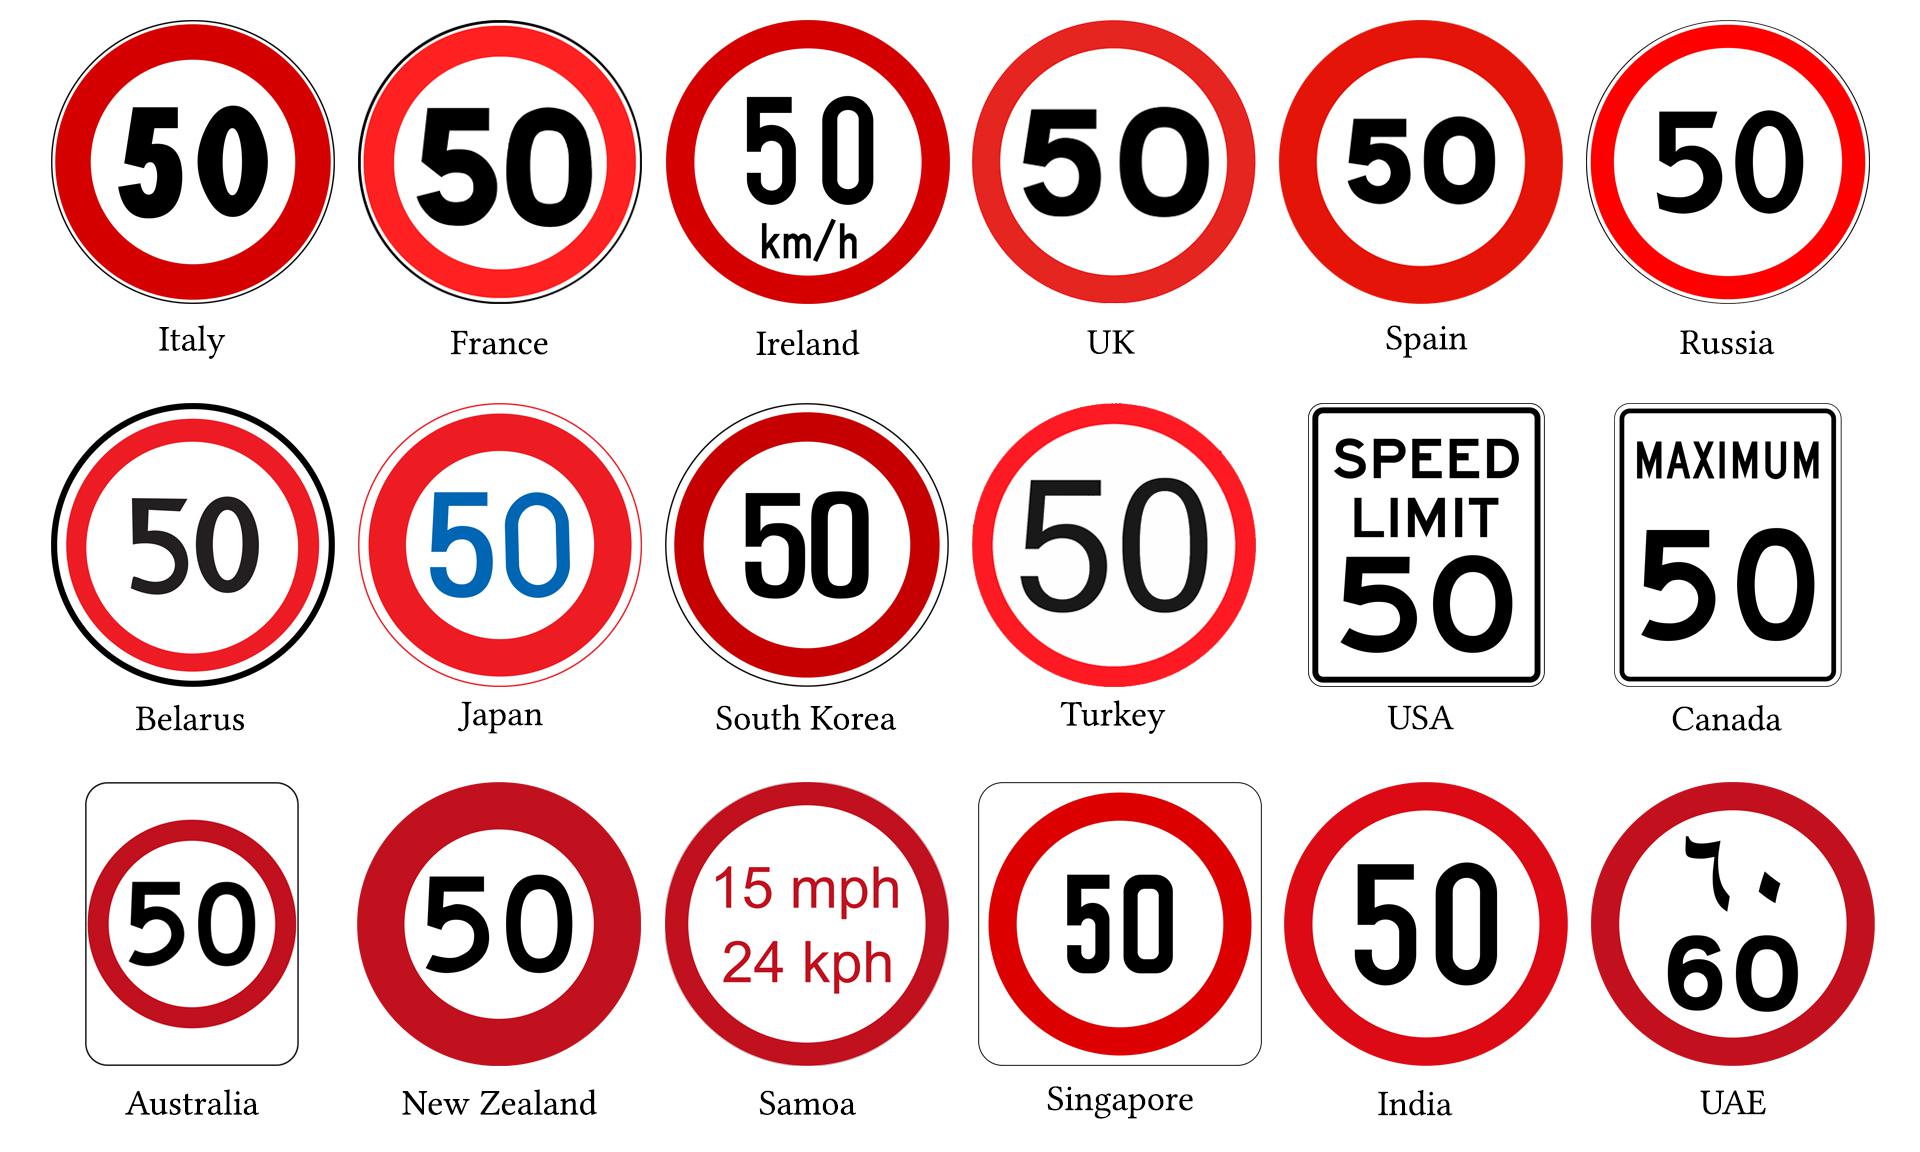 50
50
50
km/h
50
50
50
Italy
France
Ireland
UK
Spain
Russia
50
50
50
50
SPEED
LIMIT
50
MAXIMUM
50
Belarus
Japan
South Korea
Turkey
USA
Canada
50
50
15 mph
24 kph
50
50
٦٠
60
Australia
New Zealand
Samoa
Singapore
India
UAE